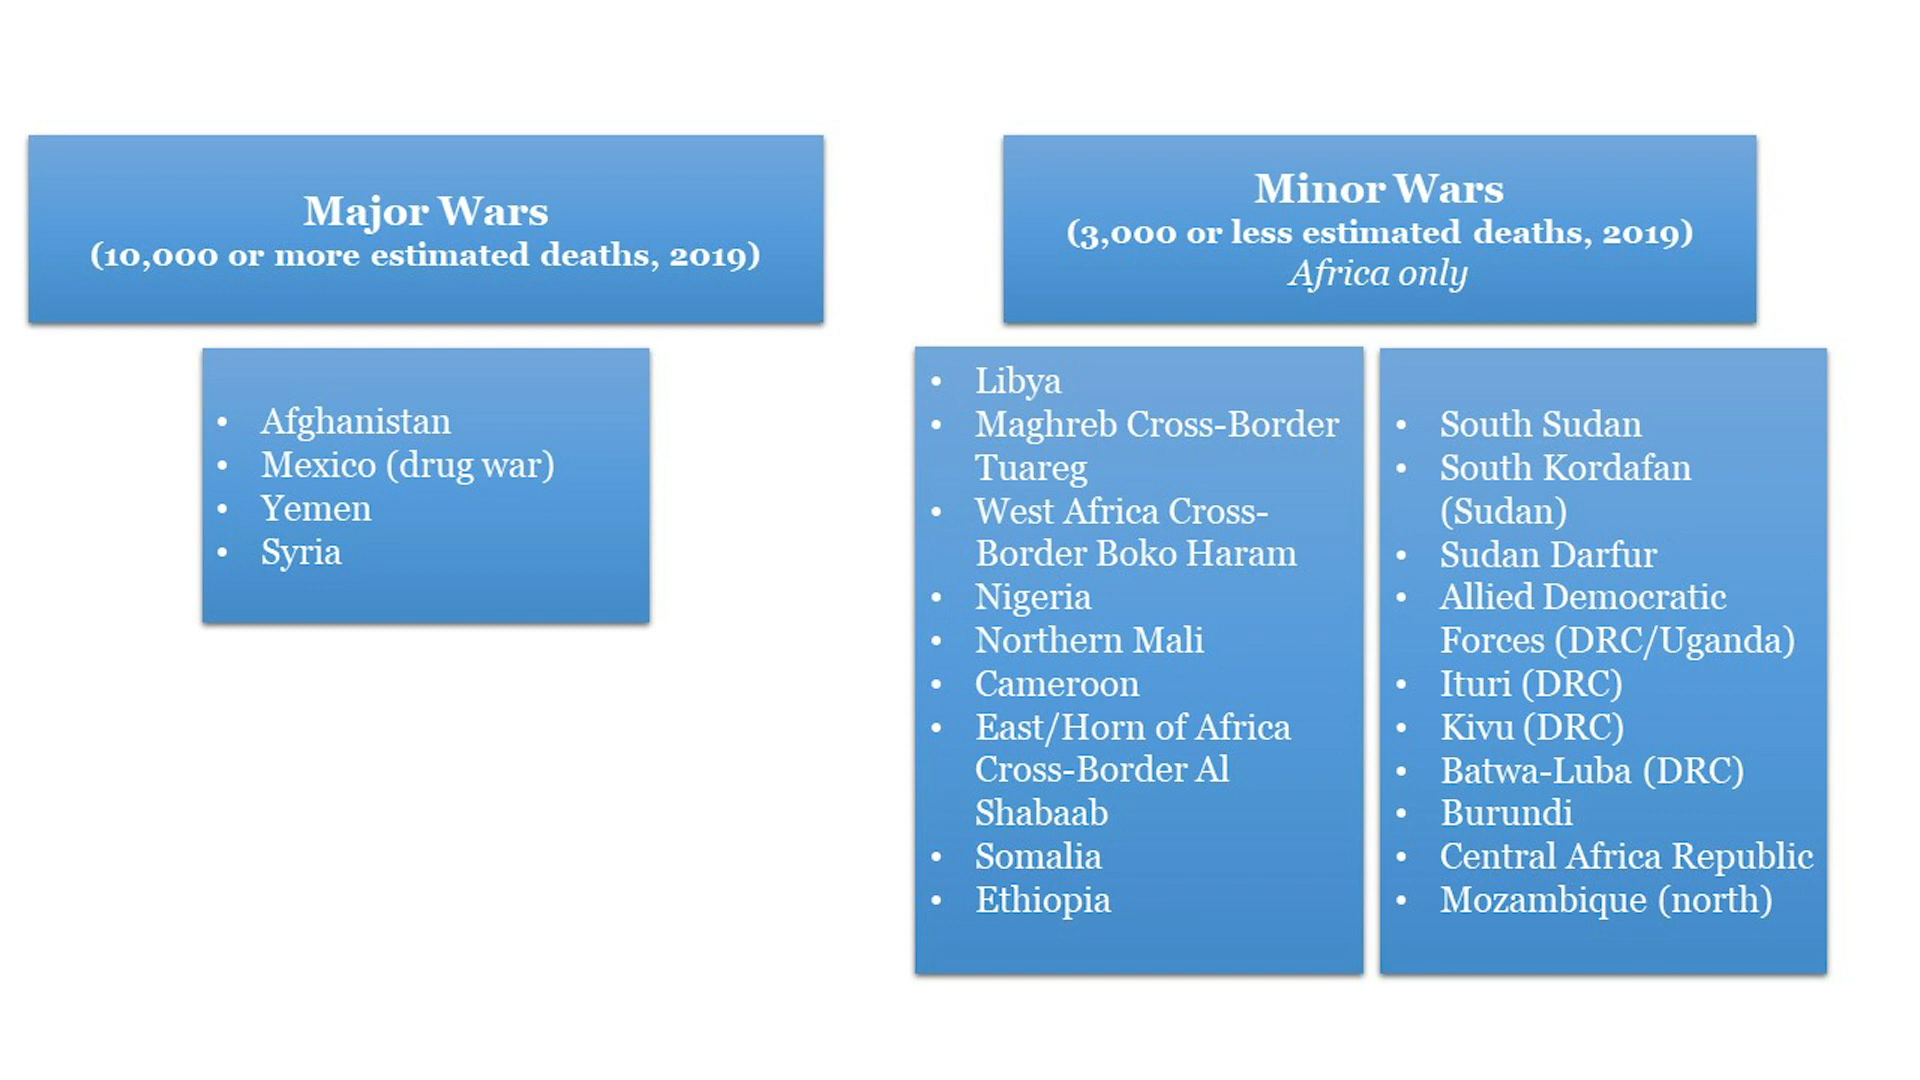 Major Wars
(10,000 or more estimated deaths, 2019)
• Afghanistan
• Mexico (drug war)
• Yemen
• Syria
Minor Wars
(3,000 or less estimated deaths, 2019)
Africa only
• Libya
• Maghreb Cross-Border
Tuareg
• West Africa Cross-
Border Boko Haram
• Nigeria
• Northern Mali
• Cameroon
• East/Horn of Africa
Cross-Border Al
Shabaab
• Somalia
• Ethiopia
• South Sudan
• South Kordafan
(Sudan)
• Sudan Darfur
• Allied Democratic
Forces (DRC/Uganda)
• Ituri (DRC)
• Kivu (DRC)
• Batwa-Luba (DRC)
• Burundi
• Central Africa Republic
• Mozambique (north)